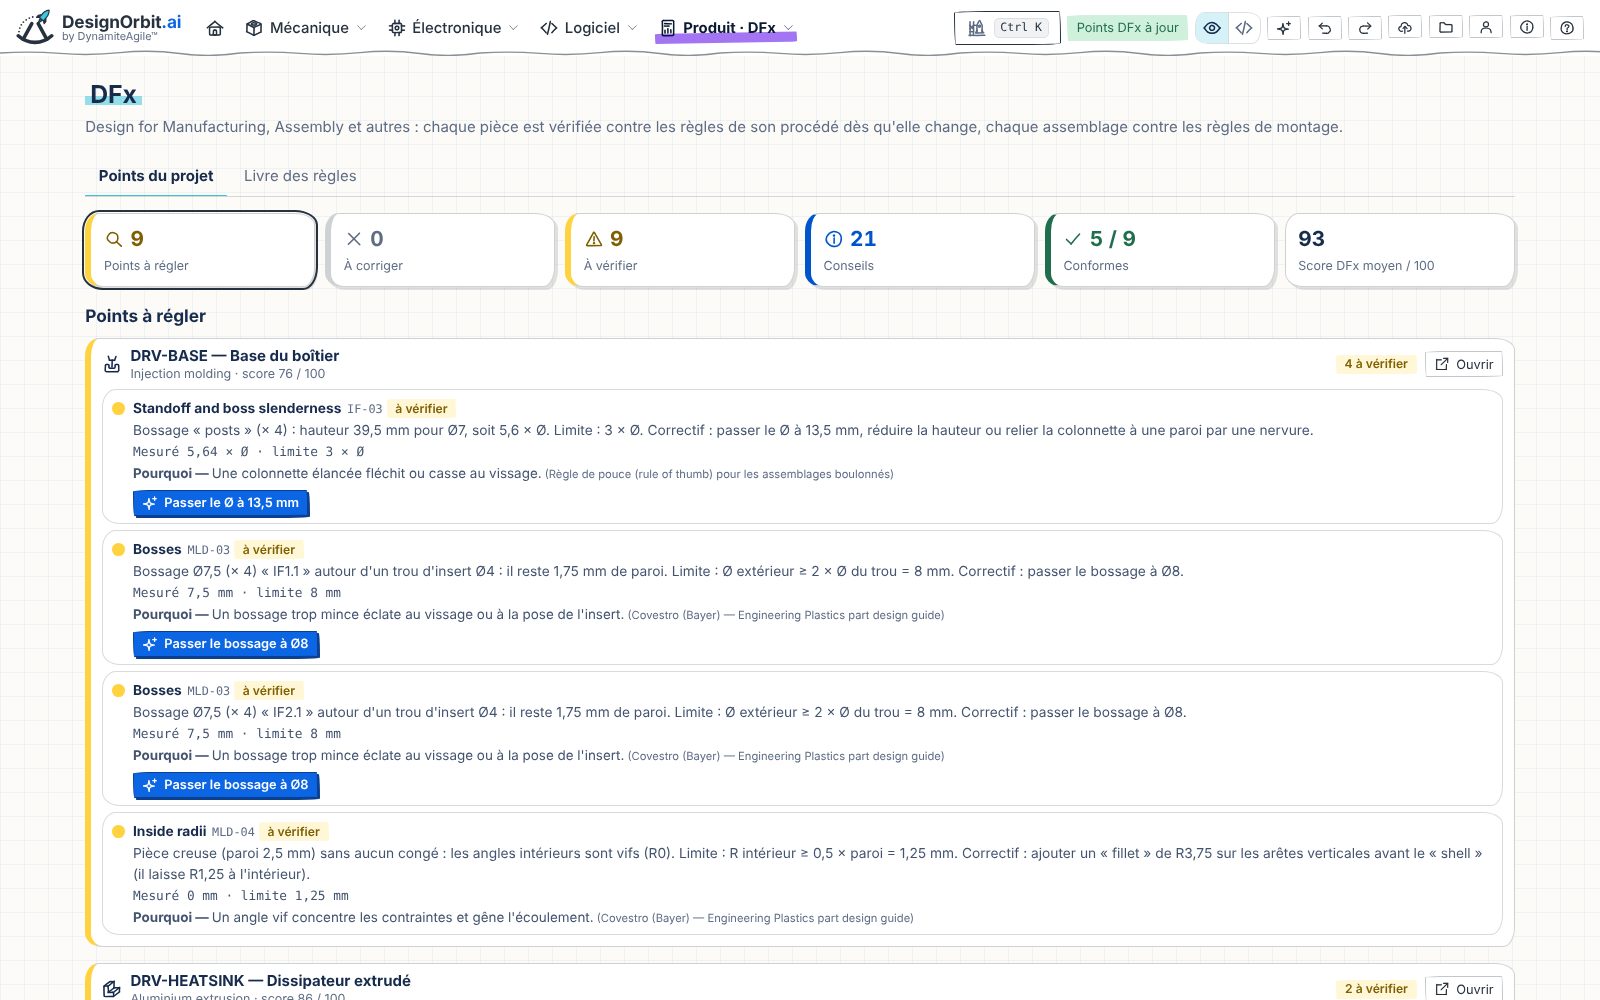 DesignOrbit.ai
by DynamiteAgile™
Mécanique
Électronique
Logiciel
Produit · DFx
Ctrl K
Points DFx à jour
DFx
Design for Manufacturing, Assembly et autres : chaque pièce est vérifiée contre les règles de son procédé dès qu'elle change, chaque assemblage contre les règles de montage.
Points du projet
Livre des règles
9
Points à régler
0
À corriger
9
À vérifier
21
Conseils
5 / 9
Conformes
93
Score DFx moyen / 100
Points à régler
DRV-BASE — Base du boîtier
Injection molding · score 76 / 100
4 à vérifier
Ouvrir
Standoff and boss slenderness IF-03 à vérifier
Bossage « posts » (× 4) : hauteur 39,5 mm pour Ø7, soit 5,6 × Ø. Limite : 3 × Ø. Correctif : passer le Ø à 13,5 mm, réduire la hauteur ou relier la colonnette à une paroi par une nervure.
Mesuré 5,64 × Ø · limite 3 × Ø
Pourquoi — Une colonnette élancée fléchit ou casse au vissage. (Règle de pouce (rule of thumb) pour les assemblages boulonnés)
Passer le Ø à 13,5 mm
Bosses MLD-03 à vérifier
Bossage Ø7,5 (× 4) « IF1.1 » autour d'un trou d'insert Ø4 : il reste 1,75 mm de paroi. Limite : Ø extérieur ≥ 2 × Ø du trou = 8 mm. Correctif : passer le bossage à Ø8.
Mesuré 7,5 mm · limite 8 mm
Pourquoi — Un bossage trop mince éclate au vissage ou à la pose de l'insert. (Covestro (Bayer) — Engineering Plastics part design guide)
Passer le bossage à Ø8
Bosses MLD-03 à vérifier
Bossage Ø7,5 (× 4) « IF2.1 » autour d'un trou d'insert Ø4 : il reste 1,75 mm de paroi. Limite : Ø extérieur ≥ 2 × Ø du trou = 8 mm. Correctif : passer le bossage à Ø8.
Mesuré 7,5 mm · limite 8 mm
Pourquoi — Un bossage trop mince éclate au vissage ou à la pose de l'insert. (Covestro (Bayer) — Engineering Plastics part design guide)
Passer le bossage à Ø8
Inside radii MLD-04 à vérifier
Pièce creuse (paroi 2,5 mm) sans aucun congé : les angles intérieurs sont vifs (R0). Limite : R intérieur ≥ 0,5 × paroi = 1,25 mm. Correctif : ajouter un « fillet » de R3,75 sur les arêtes verticales avant le « shell »
(il laisse R1,25 à l'intérieur).
Mesuré 0 mm · limite 1,25 mm
Pourquoi — Un angle vif concentre les contraintes et gêne l'écoulement. (Covestro (Bayer) — Engineering Plastics part design guide)
DRV-HEATSINK — Dissipateur extrudé
Aluminium extrusion · score 86 / 100
2 à vérifier
Ouvrir